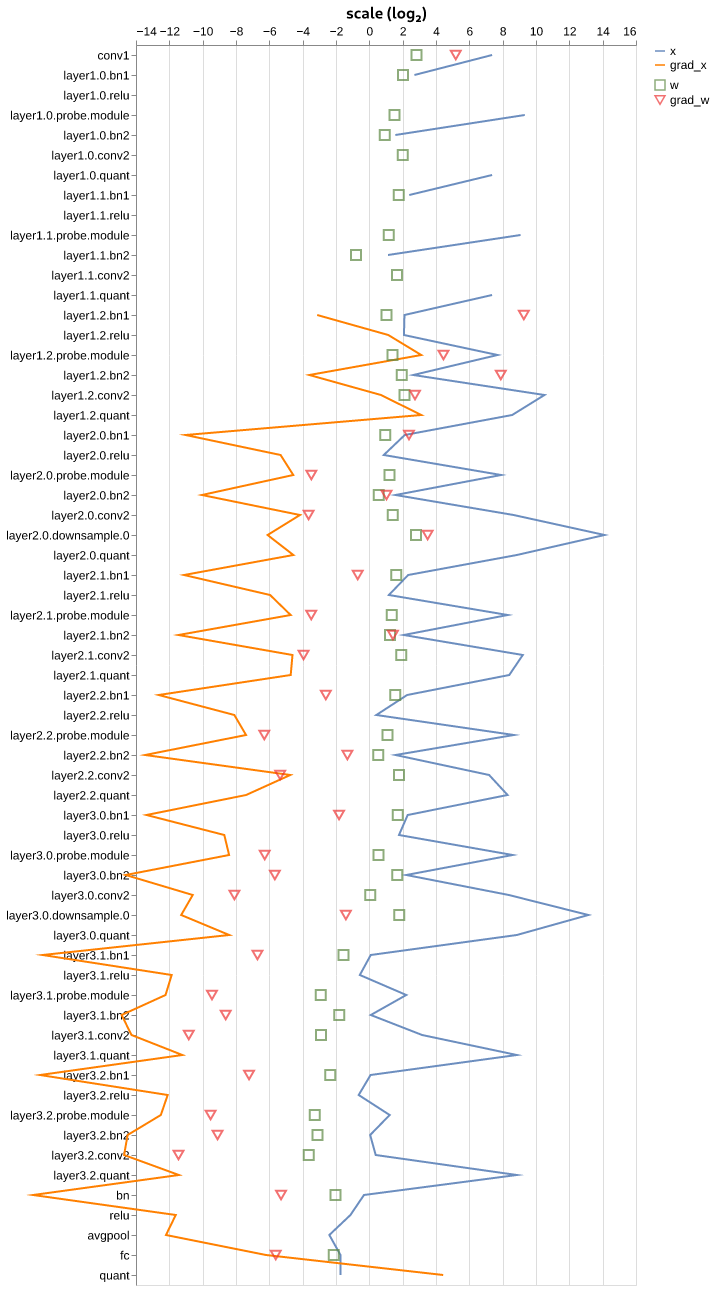 scale (log₂)
−14 −12 −10 −8 −6 −4 −2 0 2 4 6 8 10 12 14 16
x
grad_x
w
grad_w
conv1
layer1.0.bn1
layer1.0.relu
layer1.0.probe.module
layer1.0.bn2
layer1.0.conv2
layer1.0.quant
layer1.1.bn1
layer1.1.relu
layer1.1.probe.module
layer1.1.bn2
layer1.1.conv2
layer1.1.quant
layer1.2.bn1
layer1.2.relu
layer1.2.probe.module
layer1.2.bn2
layer1.2.conv2
layer1.2.quant
layer2.0.bn1
layer2.0.relu
layer2.0.probe.module
layer2.0.bn2
layer2.0.conv2
layer2.0.downsample.0
layer2.0.quant
layer2.1.bn1
layer2.1.relu
layer2.1.probe.module
layer2.1.bn2
layer2.1.conv2
layer2.1.quant
layer2.2.bn1
layer2.2.relu
layer2.2.probe.module
layer2.2.bn2
layer2.2.conv2
layer2.2.quant
layer3.0.bn1
layer3.0.relu
layer3.0.probe.module
layer3.0.bn2
layer3.0.conv2
layer3.0.downsample.0
layer3.0.quant
layer3.1.bn1
layer3.1.relu
layer3.1.probe.module
layer3.1.bn2
layer3.1.conv2
layer3.1.quant
layer3.2.bn1
layer3.2.relu
layer3.2.probe.module
layer3.2.bn2
layer3.2.conv2
layer3.2.quant
bn
relu
avgpool
fc
quant